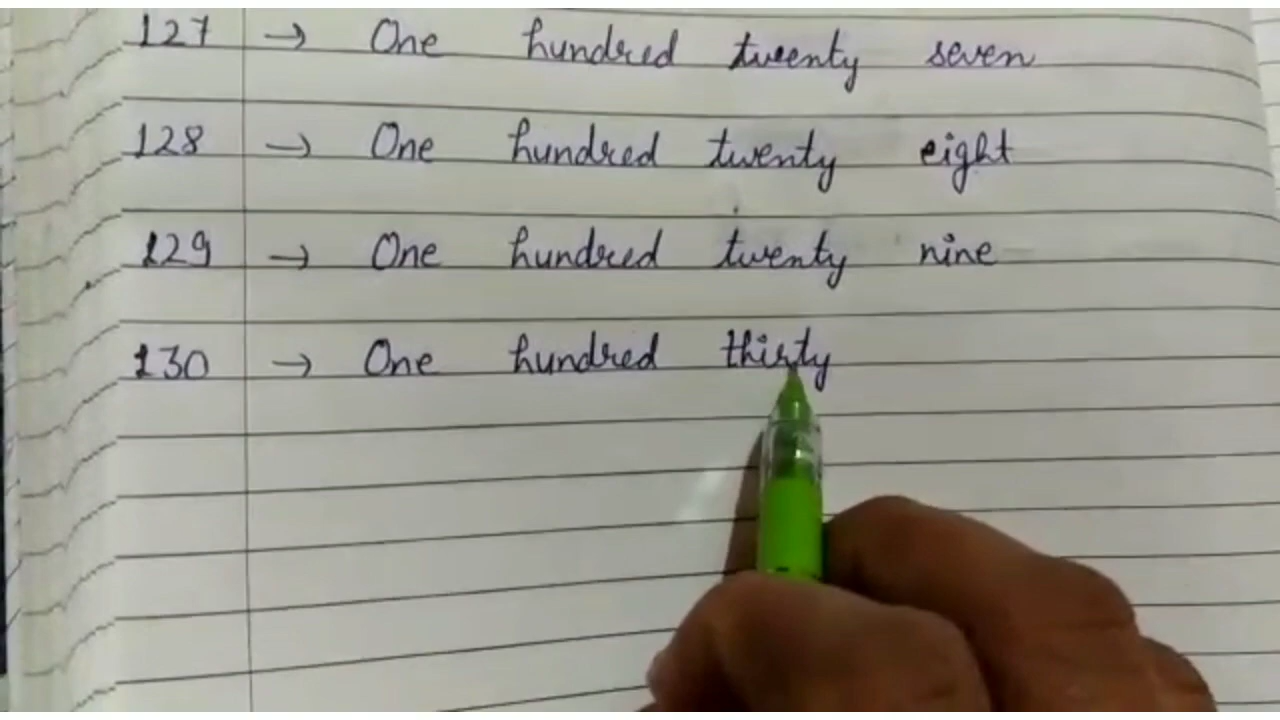 127 → One hundred twenty seven
128 → One hundred twenty eight
129 → One hundred twenty nine
130 → One hundred thirty